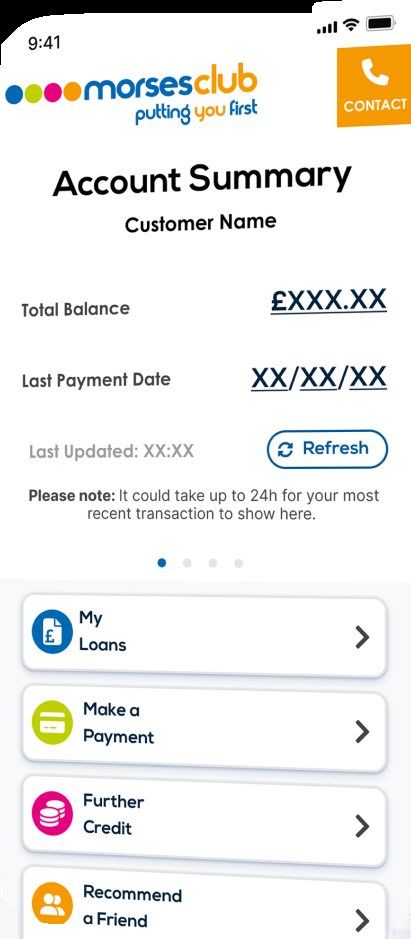 9:41
morsesclub
putting you first
CONTACT
Account Summary
Customer Name
Total Balance
£XXX.XX
Last Payment Date
XX/XX/XX
Last Updated: XX:XX
Refresh
Please note: It could take up to 24h for your most
recent transaction to show here.
£
My
Loans
Make a
Payment
Further
Credit
Recommend
a Friend